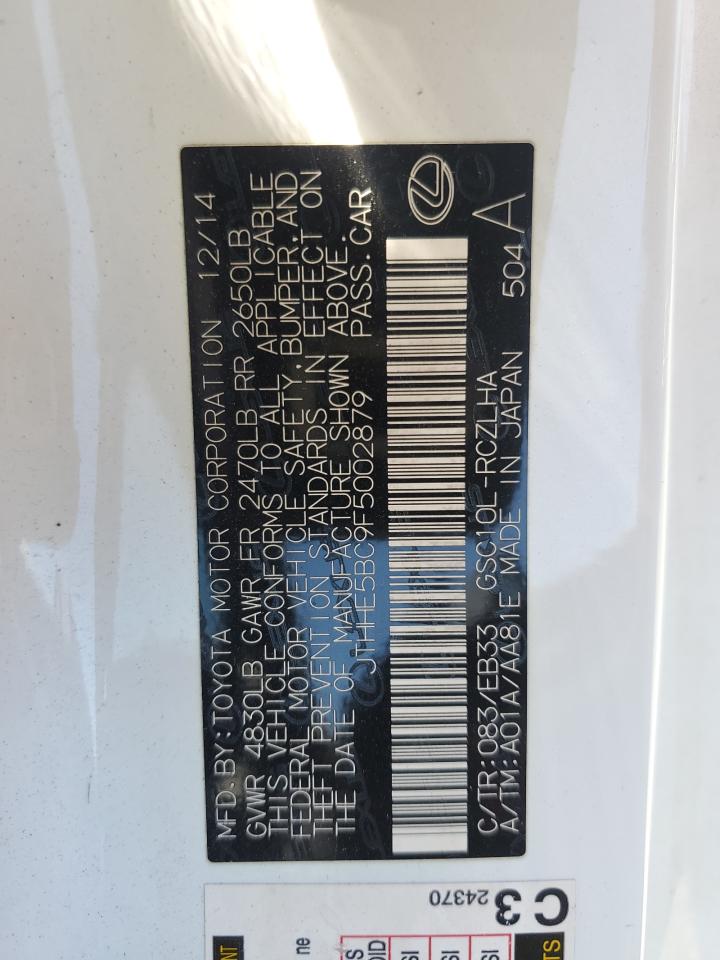 MFD. BY: TOYOTA MOTOR CORPORATION 12/14
GVWR 4830LB GAWR FR 2470LB RR 2650LB
THIS VEHICLE CONFORMS TO ALL APPLICABLE
FEDERAL MOTOR VEHICLE SAFETY, BUMPER, AND
THEFT PREVENTION STANDARDS IN EFFECT ON
THE DATE OF MANUFACTURE SHOWN ABOVE.
JTHHE5BC9F5002879 PASS. CAR
C/TR: 083/EB33 GSC10L-RCZLHA
A/TM: A01A/AA81E MADE IN JAPAN 504 A
C 3
24370